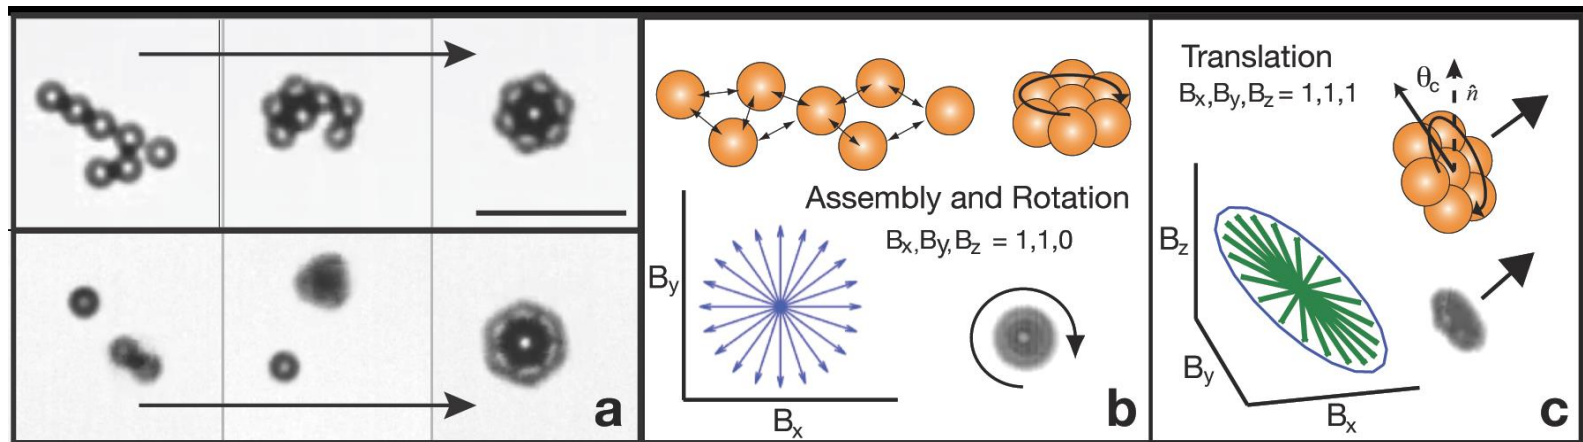 a
Assembly and Rotation
Bx,By,Bz = 1,1,0
By
Bx
b
Translation
Bx,By,Bz = 1,1,1
θc
n̂
Bz
By
Bx
c